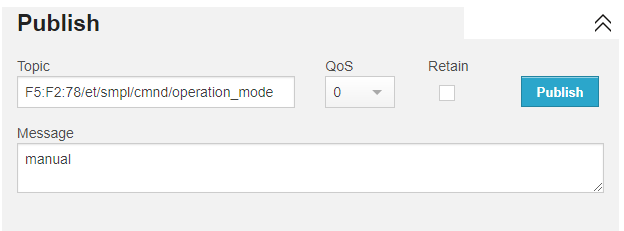 Publish
Topic
QoS
Retain
F5:F2:78/et/smpl/cmnd/operation_mode
0
Publish
Message
manual